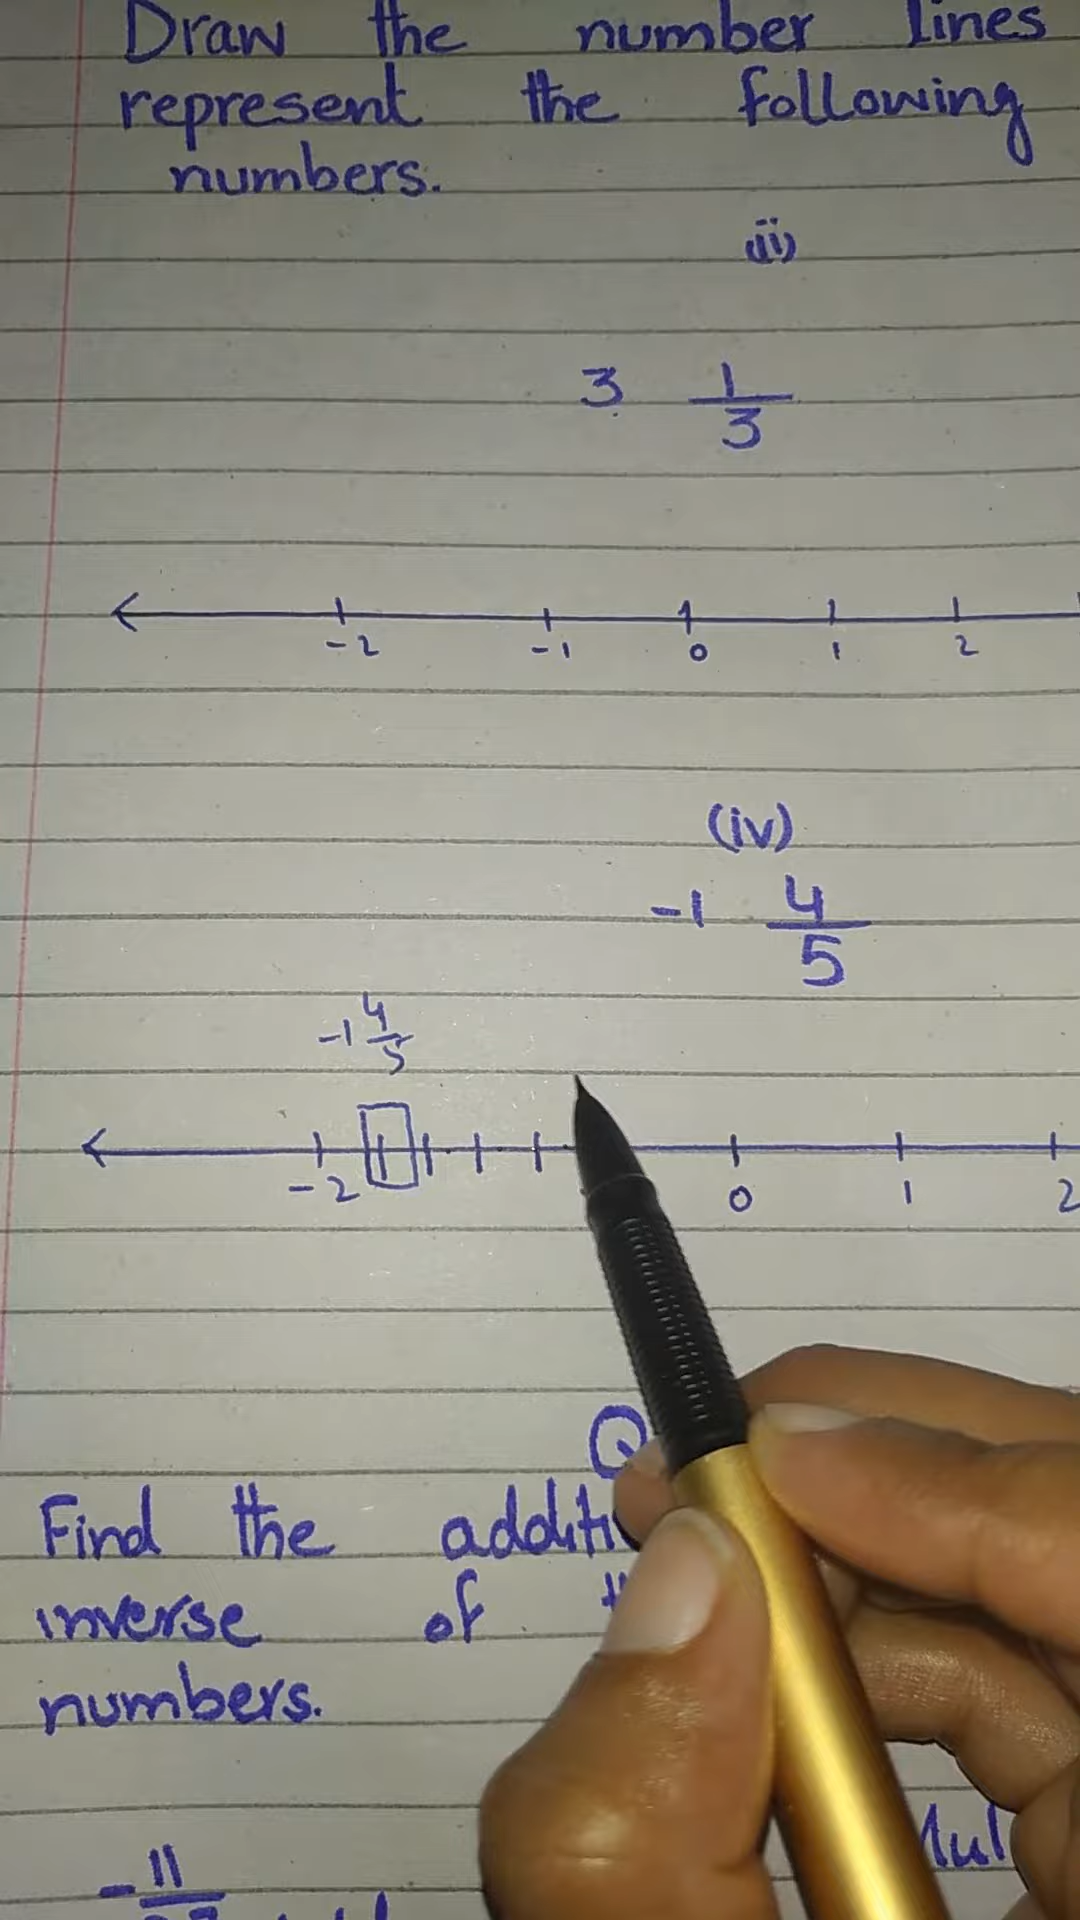 Draw the number lines
represent the following
numbers.
(ii)
3 1/3
-2 -1 0 1 2
(iv)
-1 4/5
-1 4/5
-2 0 1 2
Find the
inverse of
numbers.
-11